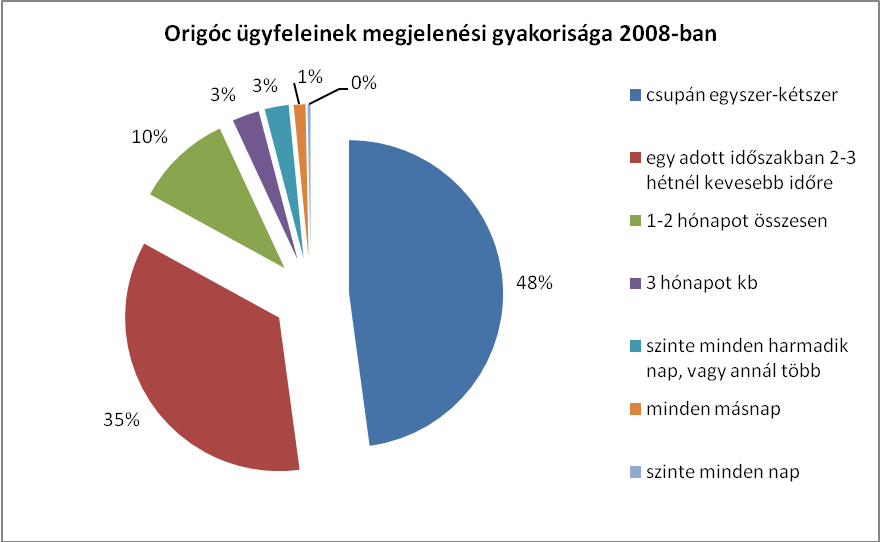 Origóc ügyfeleinek megjelenési gyakorisága 2008-ban
0%
1%
3%
3%
10%
48%
35%
csupán egyszer-kétszer
egy adott időszakban 2-3
hétnél kevesebb időre
1-2 hónapot összesen
3 hónapot kb
szinte minden harmadik
nap, vagy annál több
minden másnap
szinte minden nap